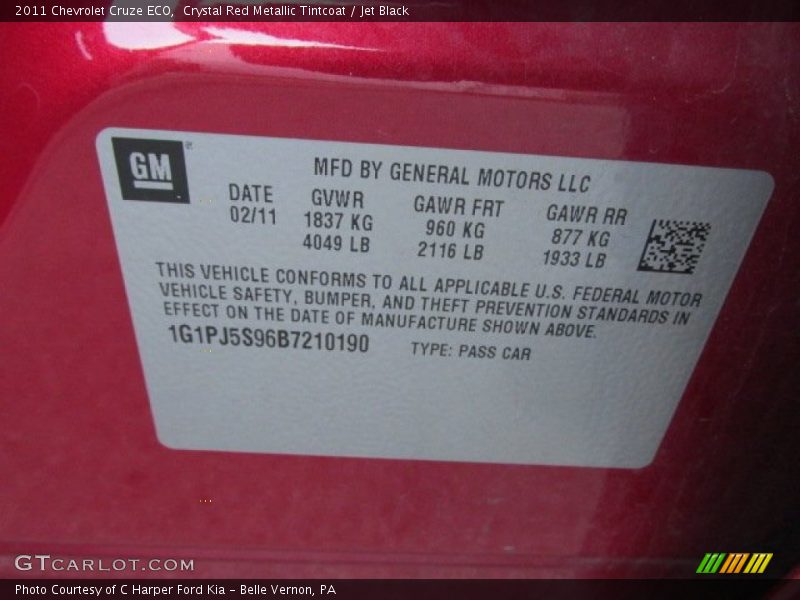 2011 Chevrolet Cruze ECO, Crystal Red Metallic Tintcoat / Jet Black
GM
MFD BY GENERAL MOTORS LLC
DATE GVWR GAWR FRT GAWR RR
02/11 1837 KG 960 KG 877 KG
4049 LB 2116 LB 1933 LB
THIS VEHICLE CONFORMS TO ALL APPLICABLE U.S. FEDERAL MOTOR
VEHICLE SAFETY, BUMPER, AND THEFT PREVENTION STANDARDS IN
EFFECT ON THE DATE OF MANUFACTURE SHOWN ABOVE.
1G1PJ5S96B7210190 TYPE: PASS CAR
GTCARLOT.COM
Photo Courtesy of C Harper Ford Kia – Belle Vernon, PA